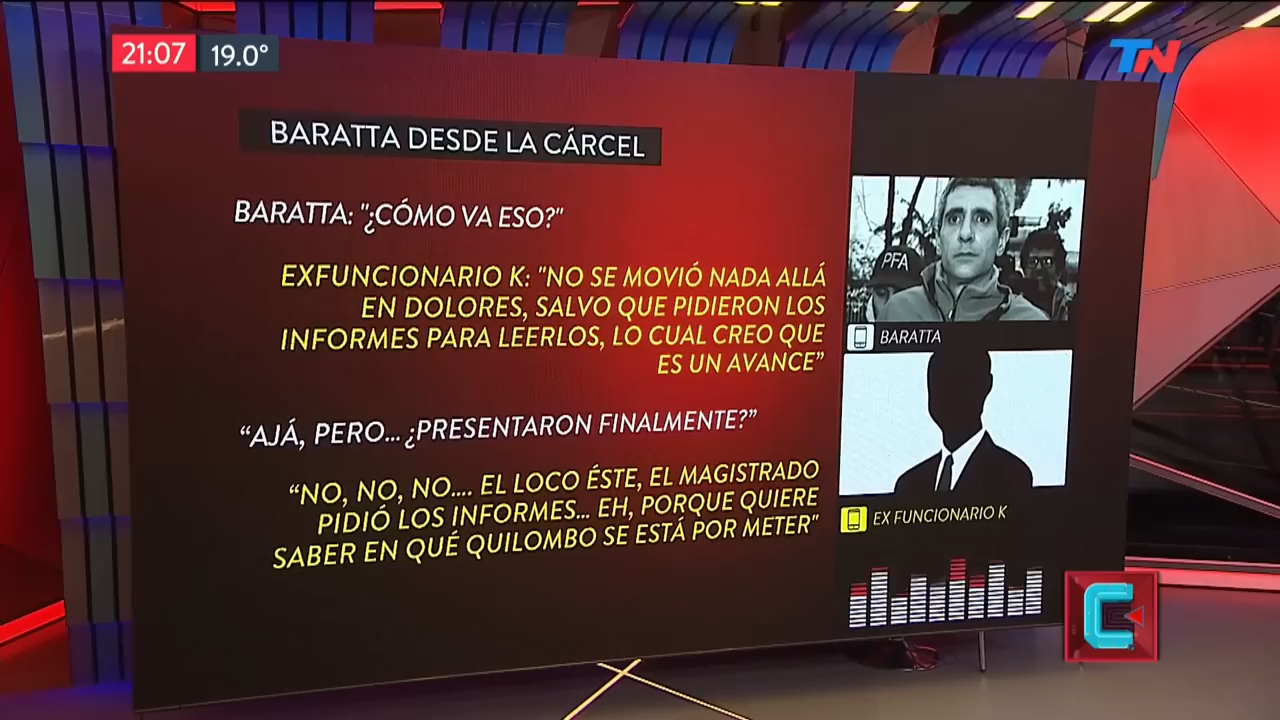 21:07 19.0°
TN
BARATTA DESDE LA CÁRCEL
BARATTA: "¿CÓMO VA ESO?"
EXFUNCIONARIO K: "NO SE MOVIÓ NADA ALLÁ
EN DOLORES, SALVO QUE PIDIERON LOS
INFORMES PARA LEERLOS, LO CUAL CREO QUE
ES UN AVANCE”
“AJÁ, PERO... ¿PRESENTARON FINALMENTE?”
“NO, NO, NO.... EL LOCO ÉSTE, EL MAGISTRADO
PIDIÓ LOS INFORMES... EH, PORQUE QUIERE
SABER EN QUÉ QUILOMBO SE ESTÁ POR METER"
PFA
BARATTA
EX FUNCIONARIO K
C